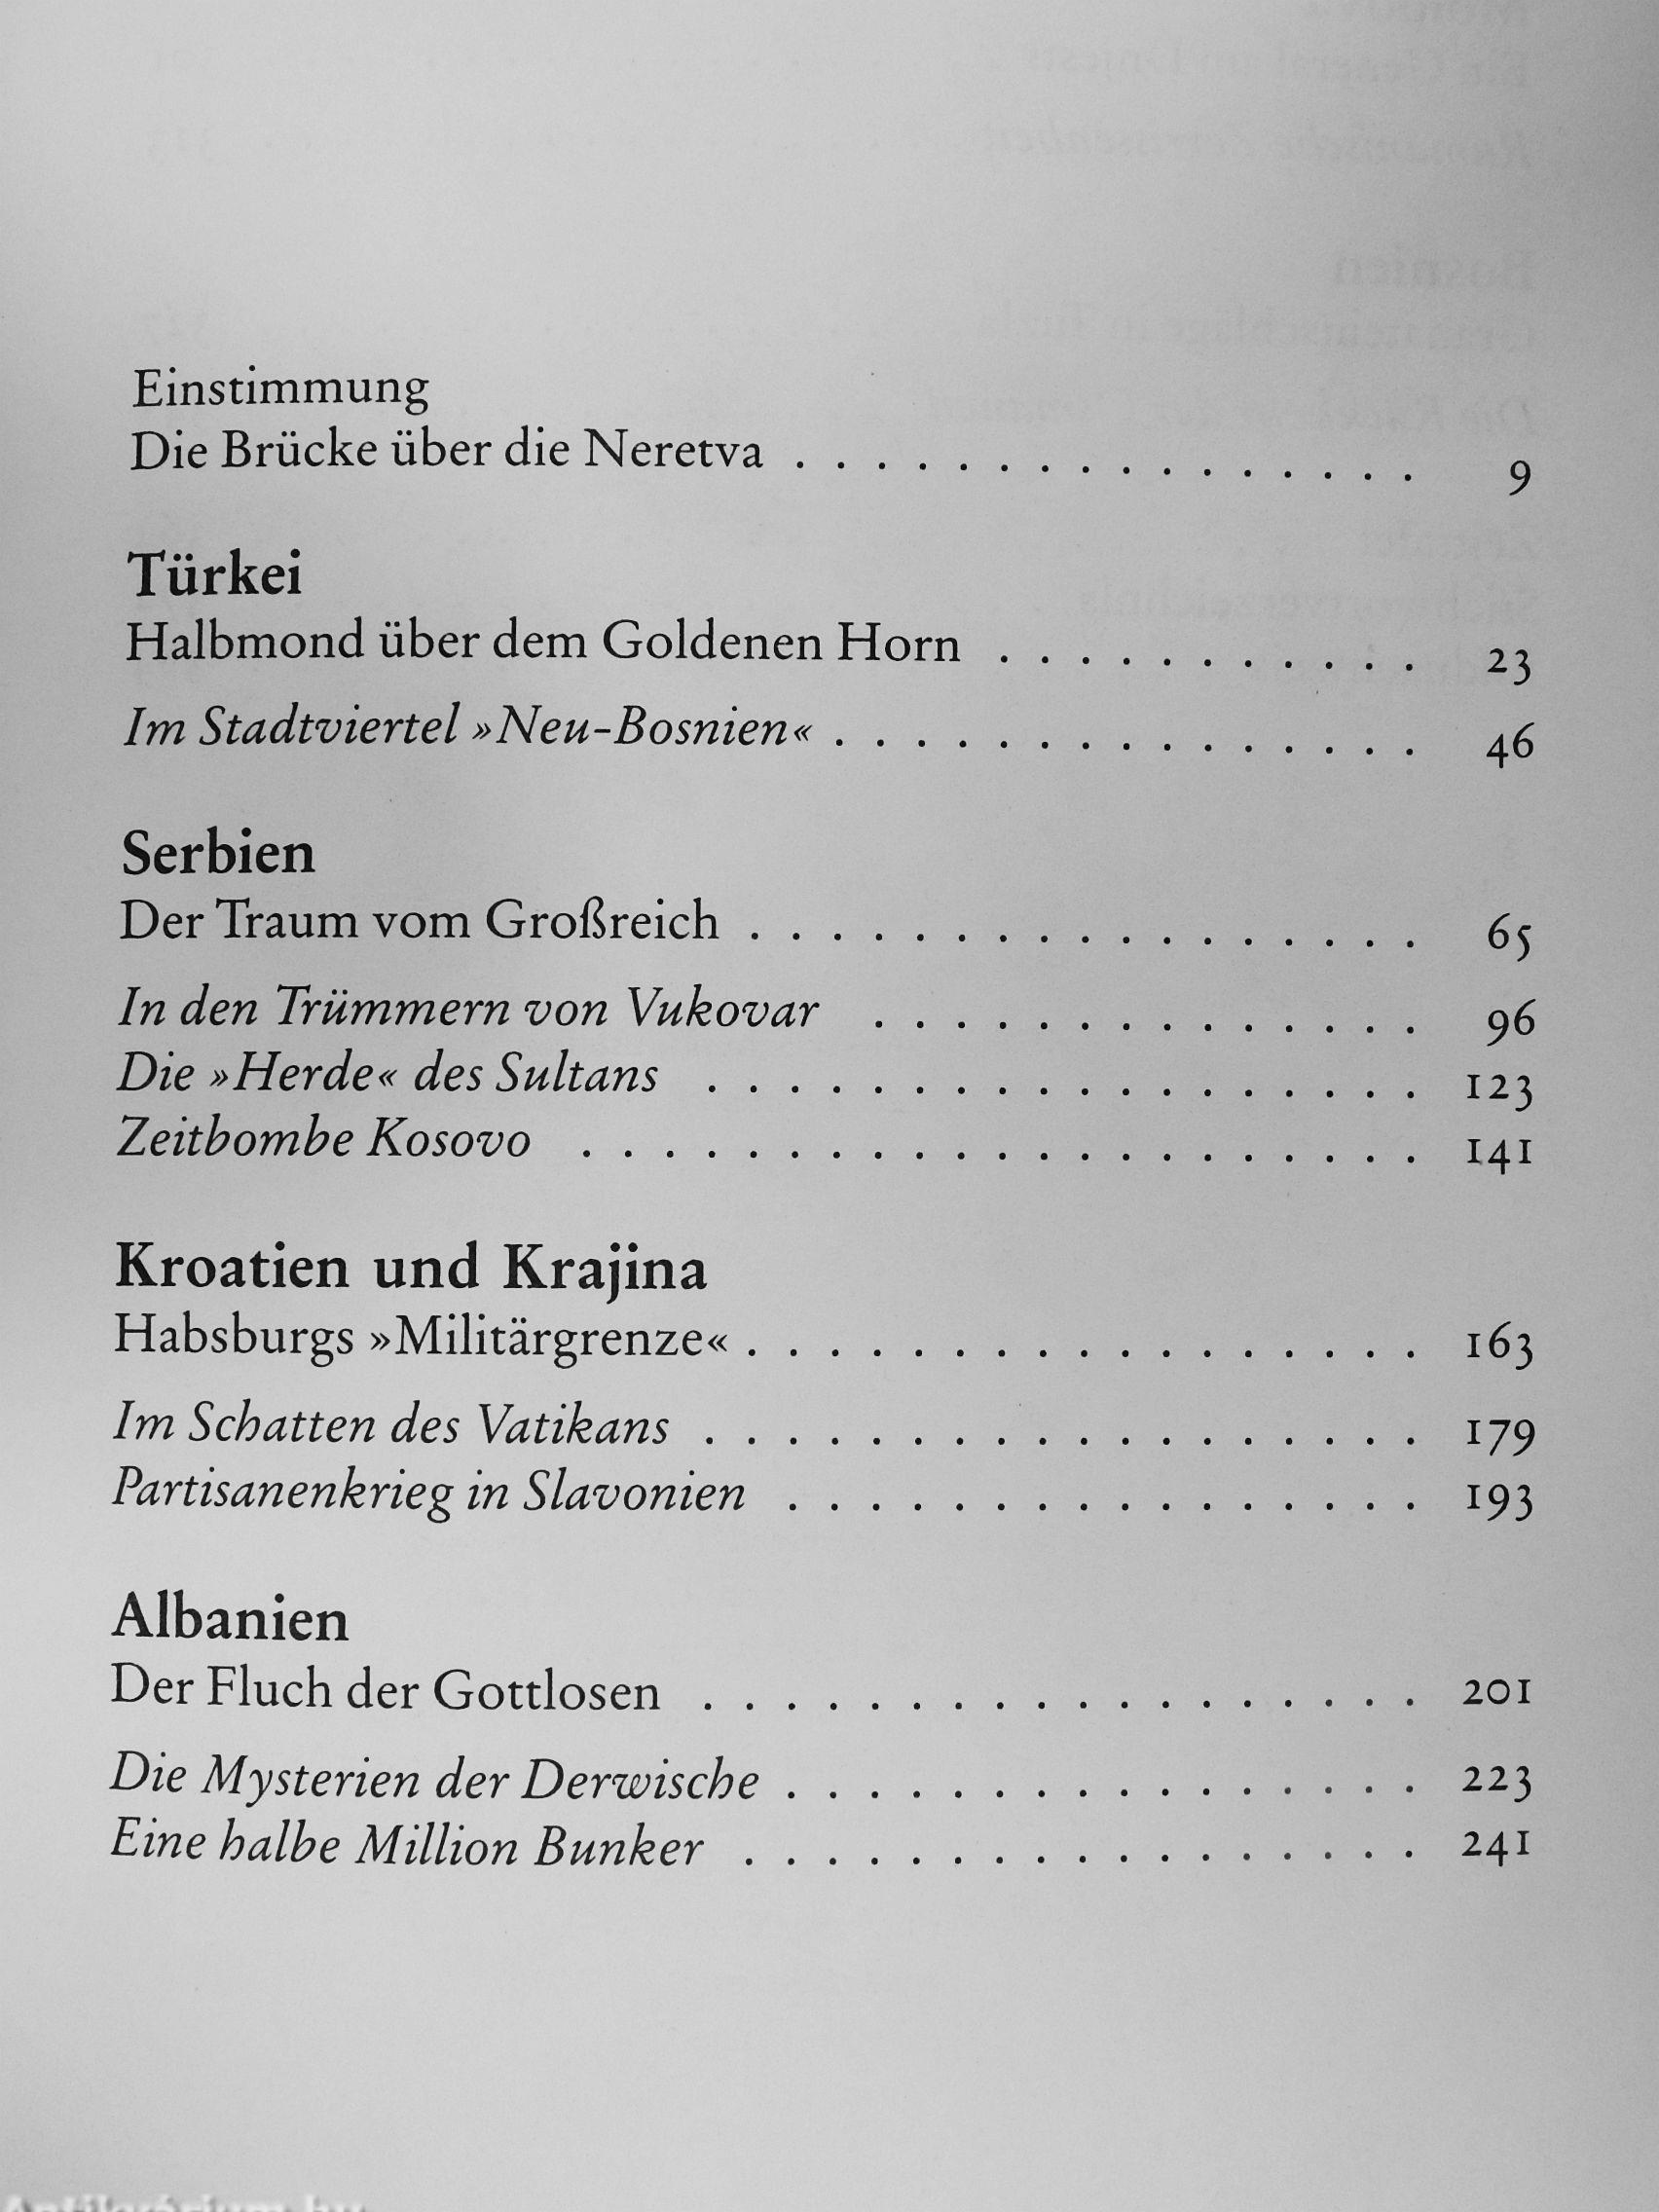 Einstimmung
Die Brücke über die Neretva . . . . . . . . . . . . . . . . 9
Türkei
Halbmond über dem Goldenen Horn . . . . . . . . . . . 23
Im Stadtviertel »Neu-Bosnien« . . . . . . . . . . . . . . . 46
Serbien
Der Traum vom Großreich . . . . . . . . . . . . . . . . . 65
In den Trümmern von Vukovar . . . . . . . . . . . . . . 96
Die »Herde« des Sultans . . . . . . . . . . . . . . . . . . 123
Zeitbombe Kosovo . . . . . . . . . . . . . . . . . . . . . 141
Kroatien und Krajina
Habsburgs »Militärgrenze« . . . . . . . . . . . . . . . . . 163
Im Schatten des Vatikans . . . . . . . . . . . . . . . . . . 179
Partisanenkrieg in Slavonien . . . . . . . . . . . . . . . . 193
Albanien
Der Fluch der Gottlosen . . . . . . . . . . . . . . . . . . 201
Die Mysterien der Derwische . . . . . . . . . . . . . . . . 223
Eine halbe Million Bunker . . . . . . . . . . . . . . . . . 241